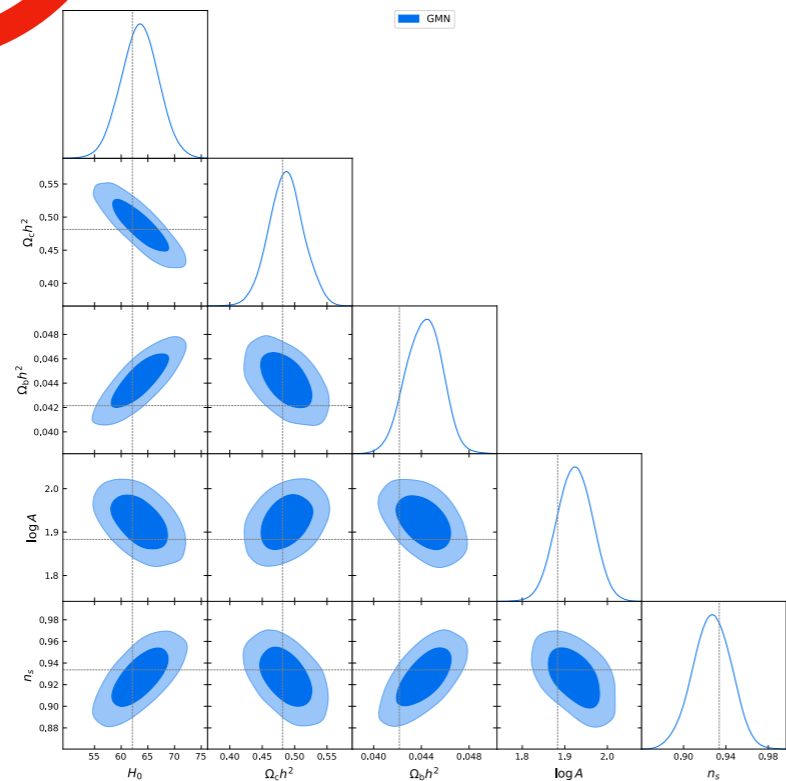 GMN
Ωch²
0.55
0.50
0.45
0.40
Ωbh²
0.048
0.046
0.044
0.042
0.040
log A
2.0
1.9
1.8
nₛ
0.98
0.96
0.94
0.92
0.90
0.88
55 60 65 70 75
0.40 0.45 0.50 0.55
0.040 0.044 0.048
1.8 1.9 2.0
0.90 0.94 0.98
H₀
Ωch²
Ωbh²
log A
nₛ